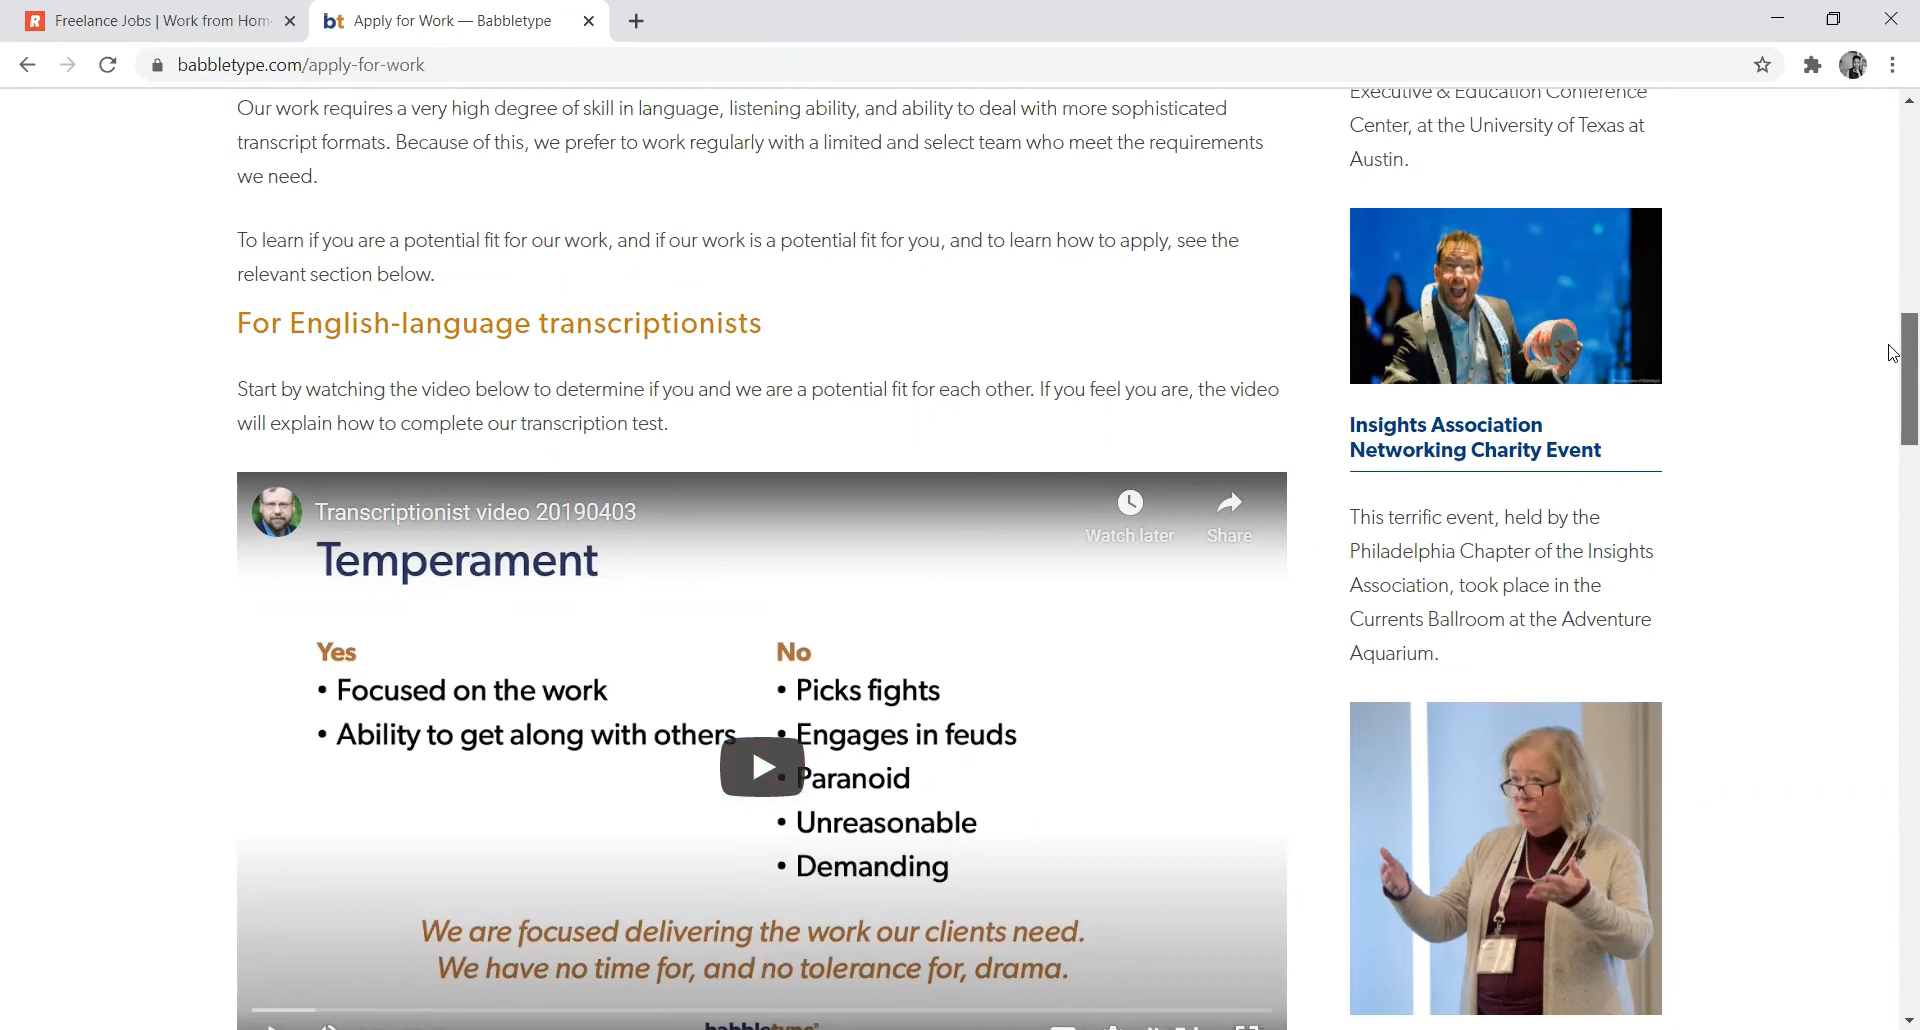 Freelance Jobs | Work from Hom
Apply for Work — Babbletype
babbletype.com/apply-for-work
Our work requires a very high degree of skill in language, listening ability, and ability to deal with more sophisticated
transcript formats. Because of this, we prefer to work regularly with a limited and select team who meet the requirements
we need.
To learn if you are a potential fit for our work, and if our work is a potential fit for you, and to learn how to apply, see the
relevant section below.
For English-language transcriptionists
Start by watching the video below to determine if you and we are a potential fit for each other. If you feel you are, the video
will explain how to complete our transcription test.
Transcriptionist video 20190403
Watch later
Share
Temperament
Yes
• Focused on the work
• Ability to get along with others
No
• Picks fights
• Engages in feuds
• Paranoid
• Unreasonable
• Demanding
We are focused delivering the work our clients need.
We have no time for, and no tolerance for, drama.
babbletype
Executive & Education Conference
Center, at the University of Texas at
Austin.
Insights Association
Networking Charity Event
This terrific event, held by the
Philadelphia Chapter of the Insights
Association, took place in the
Currents Ballroom at the Adventure
Aquarium.